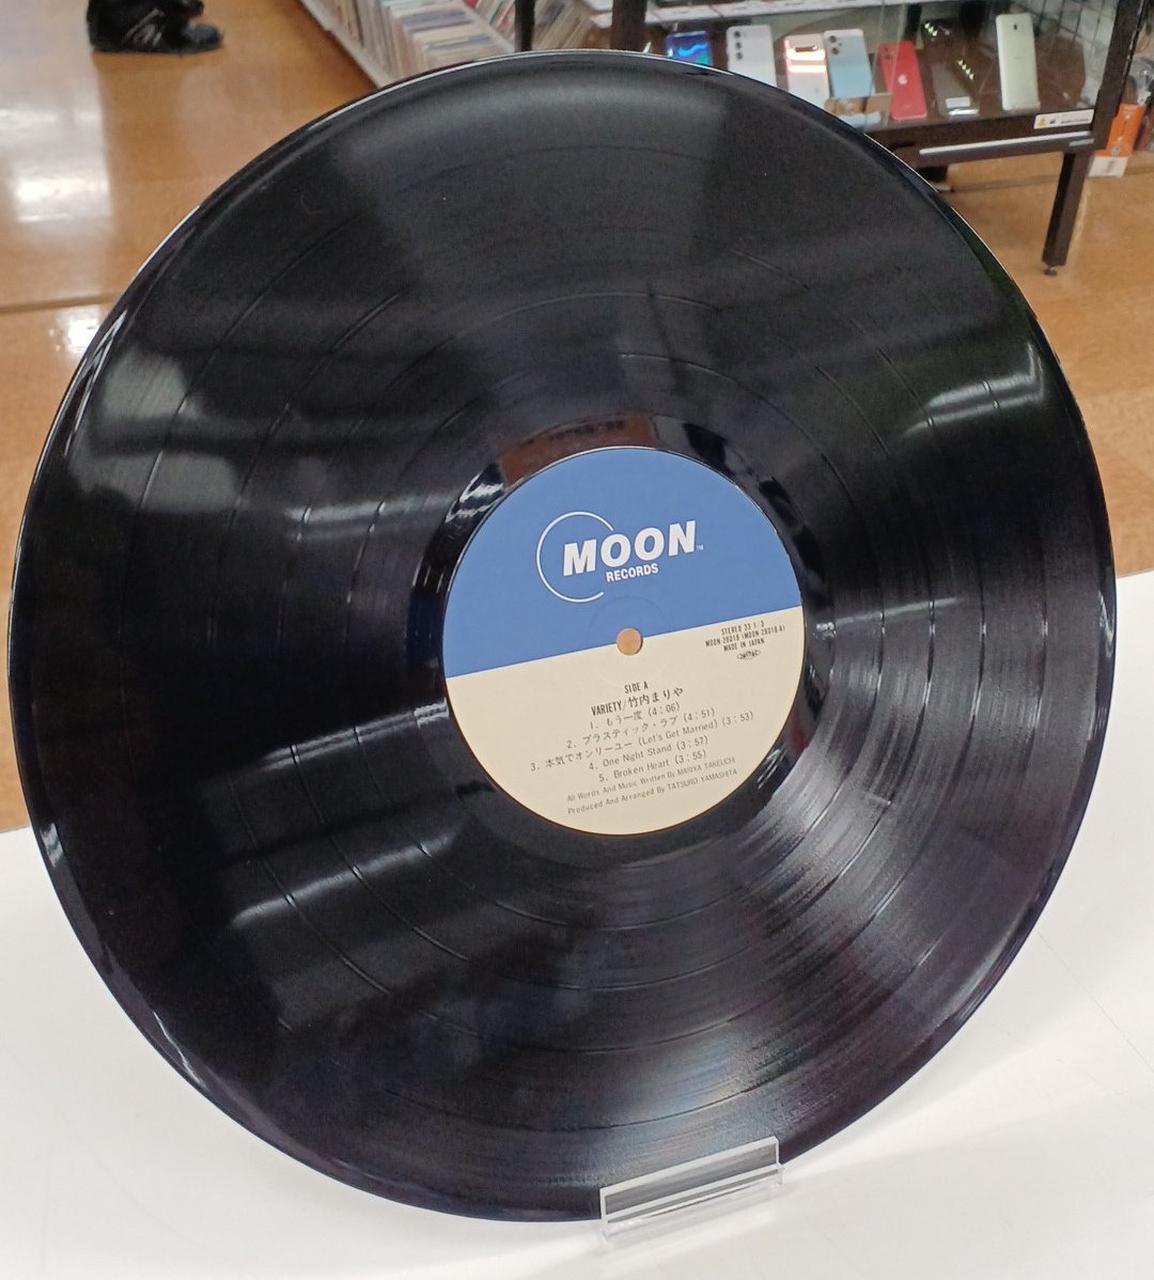 MOON™
RECORDS
STEREO 33 1/3
MOON-28018 (MOON-28018-A)
MADE IN JAPAN
SIDE A
VARIETY/竹内まりや
1. もう一度 (4:06)
2. プラスティック・ラブ (4:51)
3. 本気でオンリーユー (Let's Get Married) (3:53)
4. One Night Stand (3:57)
5. Broken Heart (3:55)
All Words And Music Written By MARIYA TAKEUCHI
Produced And Arranged By TATSURO YAMASHITA